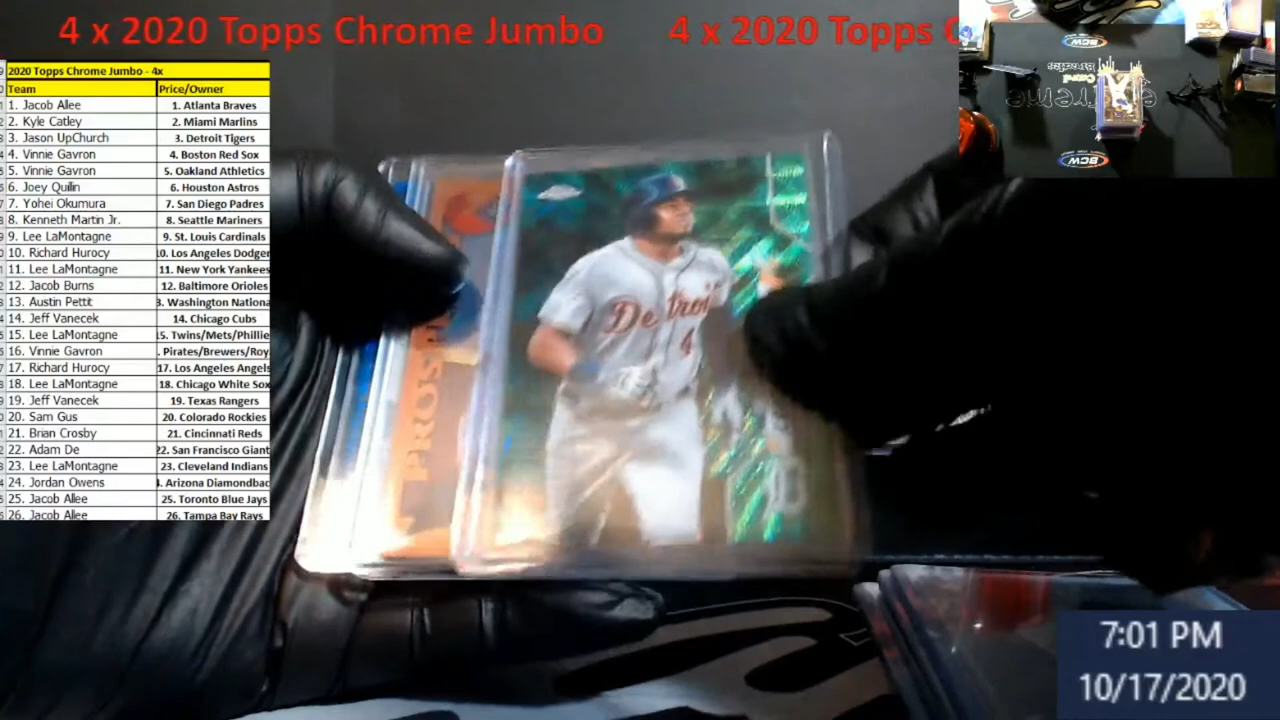 4 x 2020 Topps Chrome Jumbo 4 x 2020 Topps C
2020 Topps Chrome Jumbo - 4x
Team Price/Owner
1. Jacob Allee 1. Atlanta Braves
2. Kyle Catley 2. Miami Marlins
3. Jason UpChurch 3. Detroit Tigers
4. Vinnie Gavron 4. Boston Red Sox
5. Vinnie Gavron 5. Oakland Athletics
6. Joey Quilin 6. Houston Astros
7. Yohei Okumura 7. San Diego Padres
8. Kenneth Martin Jr. 8. Seattle Mariners
9. Lee LaMontagne 9. St. Louis Cardinals
10. Richard Hurocy 10. Los Angeles Dodger
11. Lee LaMontagne 11. New York Yankees
12. Jacob Burns 12. Baltimore Orioles
13. Austin Pettit 3. Washington Nationa
14. Jeff Vanecek 14. Chicago Cubs
15. Lee LaMontagne 15. Twins/Mets/Phillie
16. Vinnie Gavron . Pirates/Brewers/Roy
17. Richard Hurocy 17. Los Angeles Angels
18. Lee LaMontagne 18. Chicago White Sox
19. Jeff Vanecek 19. Texas Rangers
20. Sam Gus 20. Colorado Rockies
21. Brian Crosby 21. Cincinnati Reds
22. Adam De 22. San Francisco Giant
23. Lee LaMontagne 23. Cleveland Indians
24. Jordan Owens 4. Arizona Diamondbac
25. Jacob Allee 25. Toronto Blue Jays
26. Jacob Allee 26. Tampa Bay Rays
BCW
BCW
PROSP
Detroit
4
7:01 PM
10/17/2020